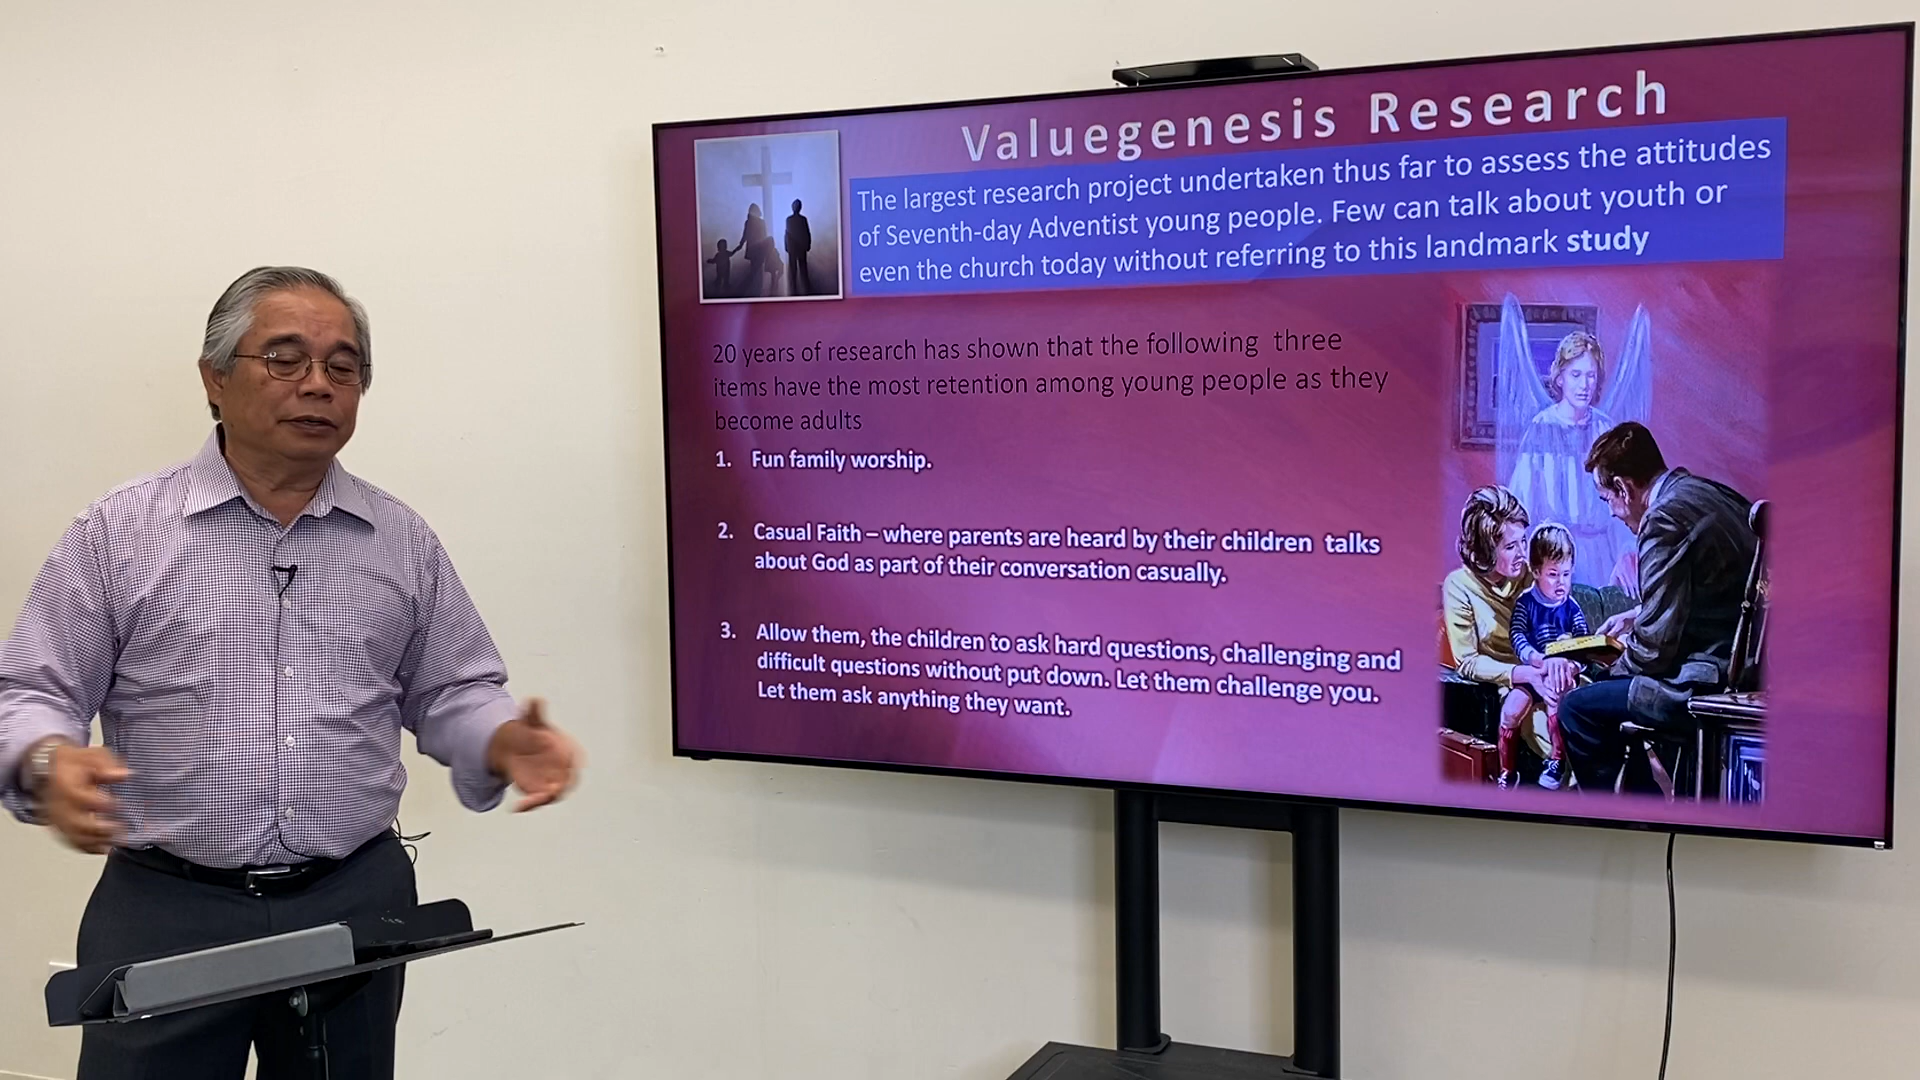 Valuegenesis Research
The largest research project undertaken thus far to assess the attitudes
of Seventh-day Adventist young people. Few can talk about youth or
even the church today without referring to this landmark study
20 years of research has shown that the following three
items have the most retention among young people as they
become adults
1. Fun family worship.
2. Casual Faith – where parents are heard by their children talks
about God as part of their conversation casually.
3. Allow them, the children to ask hard questions, challenging and
difficult questions without put down. Let them challenge you.
Let them ask anything they want.